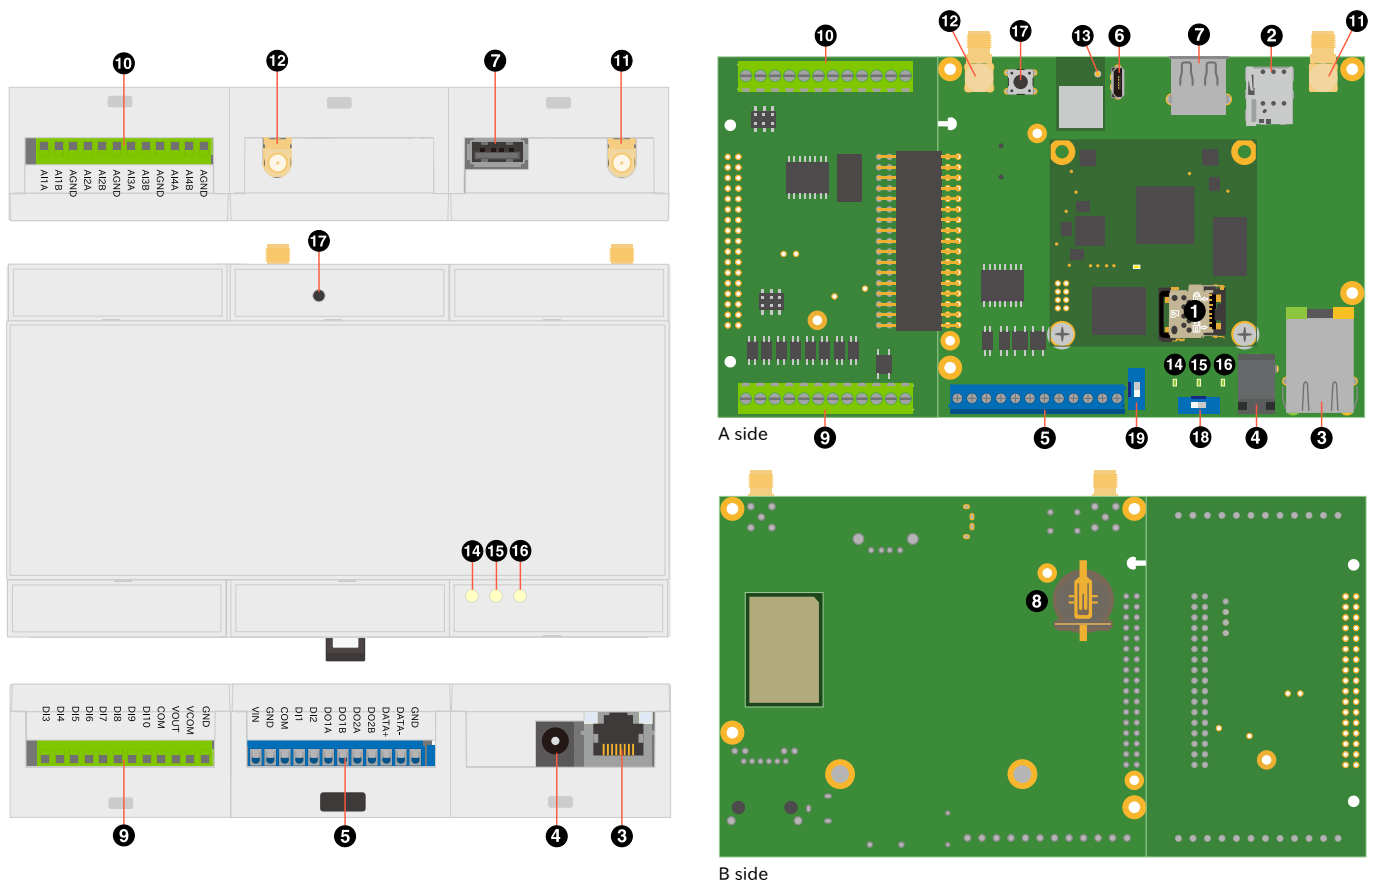 10
12
7
11
AI1A
AI1B
AGND
AI2A
AI2B
AGND
AI3A
AI3B
AGND
AI4A
AI4B
AGND
17
14
15
16
DI3
DI4
DI5
DI6
DI7
DI8
DI9
DI10
COM
VOUT
VCOM
GND
VIN
GND
COM
DI1
DI2
DO1A
DO1B
DO2A
DO2B
DATA+
DATA-
GND
9
5
4
3
10
12
17
13
6
7
2
11
1
14
15
16
9
5
19
18
4
3
A side
8
B side